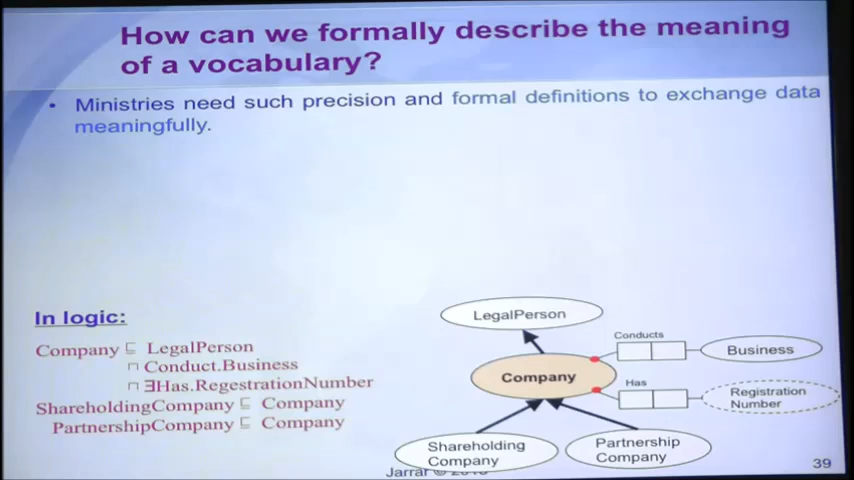 How can we formally describe the meaning
of a vocabulary?
• Ministries need such precision and formal definitions to exchange data
meaningfully.
In logic:
Company ⊑ LegalPerson
⊓ Conduct.Business
⊓ ∃Has.RegestrationNumber
ShareholdingCompany ⊑ Company
PartnershipCompany ⊑ Company
LegalPerson
Conducts
Business
Company
Has
Registration
Number
Shareholding
Company
Partnership
Company
Jarrar ©
39